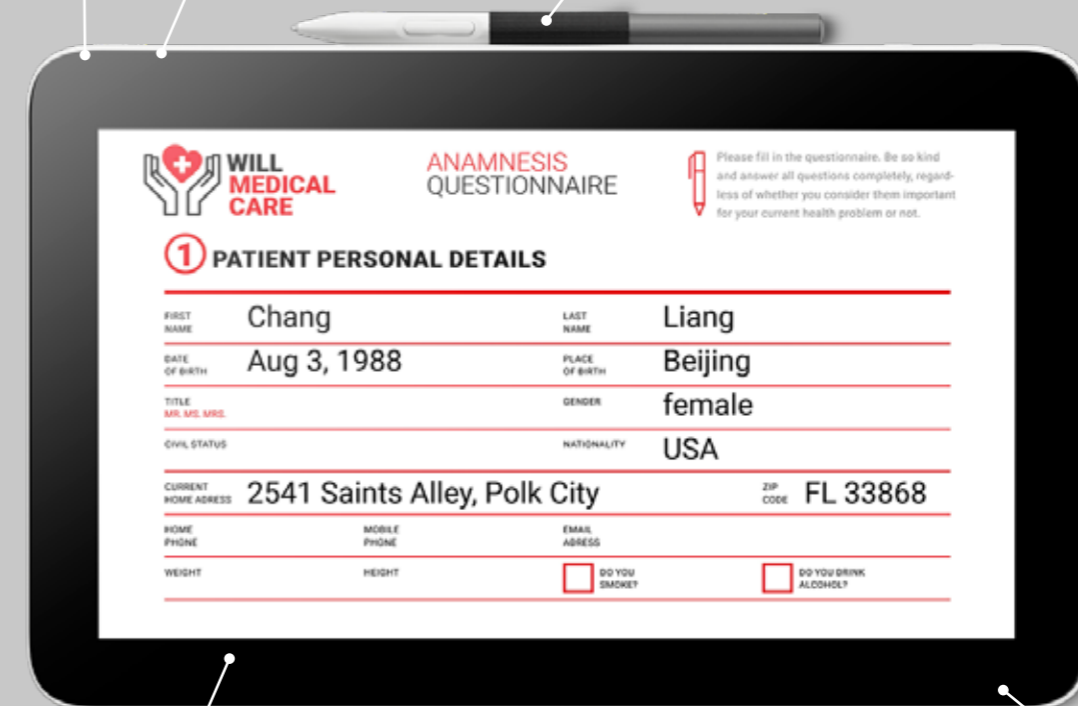 WILL
MEDICAL
CARE
ANAMNESIS
QUESTIONNAIRE
Please fill in the questionnaire. Be so kind
and answer all questions completely, regard-
less of whether you consider them important
for your current health problem or not.
1 PATIENT PERSONAL DETAILS
FIRST
NAME
Chang
LAST
NAME
Liang
DATE
OF BIRTH
Aug 3, 1988
PLACE
OF BIRTH
Beijing
TITLE
MR. MS. MRS.
GENDER
female
CIVIL STATUS
NATIONALITY
USA
CURRENT
HOME ADRESS
2541 Saints Alley, Polk City
ZIP
CODE
FL 33868
HOME
PHONE
MOBILE
PHONE
EMAIL
ADRESS
WEIGHT
HEIGHT
DO YOU
SMOKE?
DO YOU DRINK
ALCOHOL?